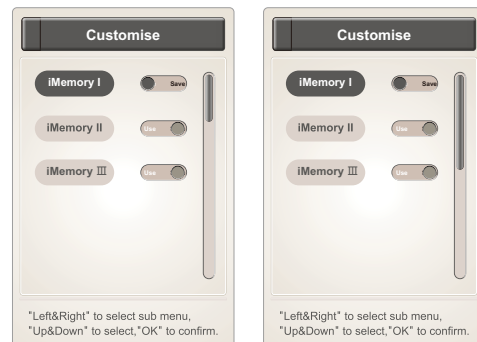 Customise
iMemory I
Save
iMemory II
Use
iMemory III
Use
"Left&Right" to select sub menu,
"Up&Down" to select,"OK" to confirm.
Customise
iMemory I
Save
iMemory II
Use
iMemory III
Use
"Left&Right" to select sub menu,
"Up&Down" to select,"OK" to confirm.